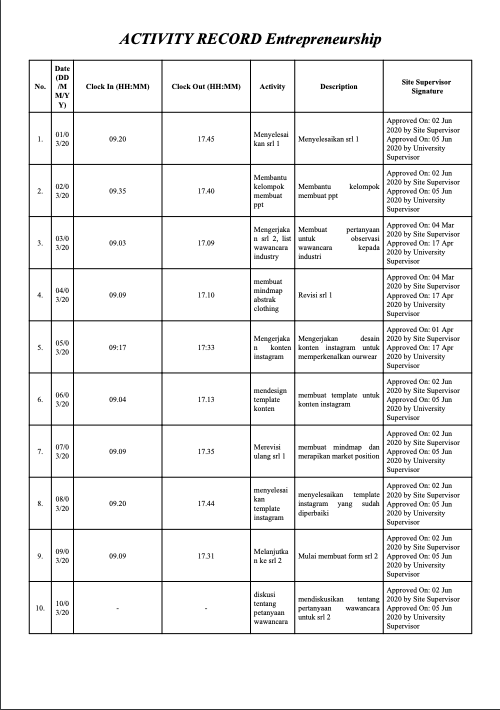 ACTIVITY RECORD Entrepreneurship
No. Date (DD/MM/YY) Clock In (HH:MM) Clock Out (HH:MM) Activity Description Site Supervisor Signature
1. 01/03/20 09.20 17.45 Menyelesaikan srl 1 Menyelesaikan srl 1 Approved On: 02 Jun 2020 by Site Supervisor Approved On: 05 Jun 2020 by University Supervisor
2. 02/03/20 09.35 17.40 Membantu kelompok membuat ppt Membantu kelompok membuat ppt Approved On: 02 Jun 2020 by Site Supervisor Approved On: 05 Jun 2020 by University Supervisor
3. 03/03/20 09.03 17.09 Mengerjakan srl 2, list wawancara industry Membuat pertanyaan untuk observasi wawancara kepada industri Approved On: 04 Mar 2020 by Site Supervisor Approved On: 17 Apr 2020 by University Supervisor
4. 04/03/20 09.09 17.10 membuat mindmap abstrak clothing Revisi srl 1 Approved On: 04 Mar 2020 by Site Supervisor Approved On: 17 Apr 2020 by University Supervisor
5. 05/03/20 09:17 17:33 Mengerjakan konten instagram Mengerjakan desain konten instagram untuk memperkenalkan ourwear Approved On: 01 Apr 2020 by Site Supervisor Approved On: 17 Apr 2020 by University Supervisor
6. 06/03/20 09.04 17.13 mendesign template konten membuat template untuk konten instagram Approved On: 02 Jun 2020 by Site Supervisor Approved On: 05 Jun 2020 by University Supervisor
7. 07/03/20 09.09 17.35 Merevisi ulang srl 1 membuat mindmap dan merapikan market position Approved On: 02 Jun 2020 by Site Supervisor Approved On: 05 Jun 2020 by University Supervisor
8. 08/03/20 09.20 17.44 menyelesaikan template instagram menyelesaikan template instagram yang sudah diperbaiki Approved On: 02 Jun 2020 by Site Supervisor Approved On: 05 Jun 2020 by University Supervisor
9. 09/03/20 09.09 17.31 Melanjutkan ke srl 2 Mulai membuat form srl 2 Approved On: 02 Jun 2020 by Site Supervisor Approved On: 05 Jun 2020 by University Supervisor
10. 10/03/20 - - diskusi tentang petanyaan wawancara mendiskusikan tentang pertanyaan wawancara untuk srl 2 Approved On: 02 Jun 2020 by Site Supervisor Approved On: 05 Jun 2020 by University Supervisor